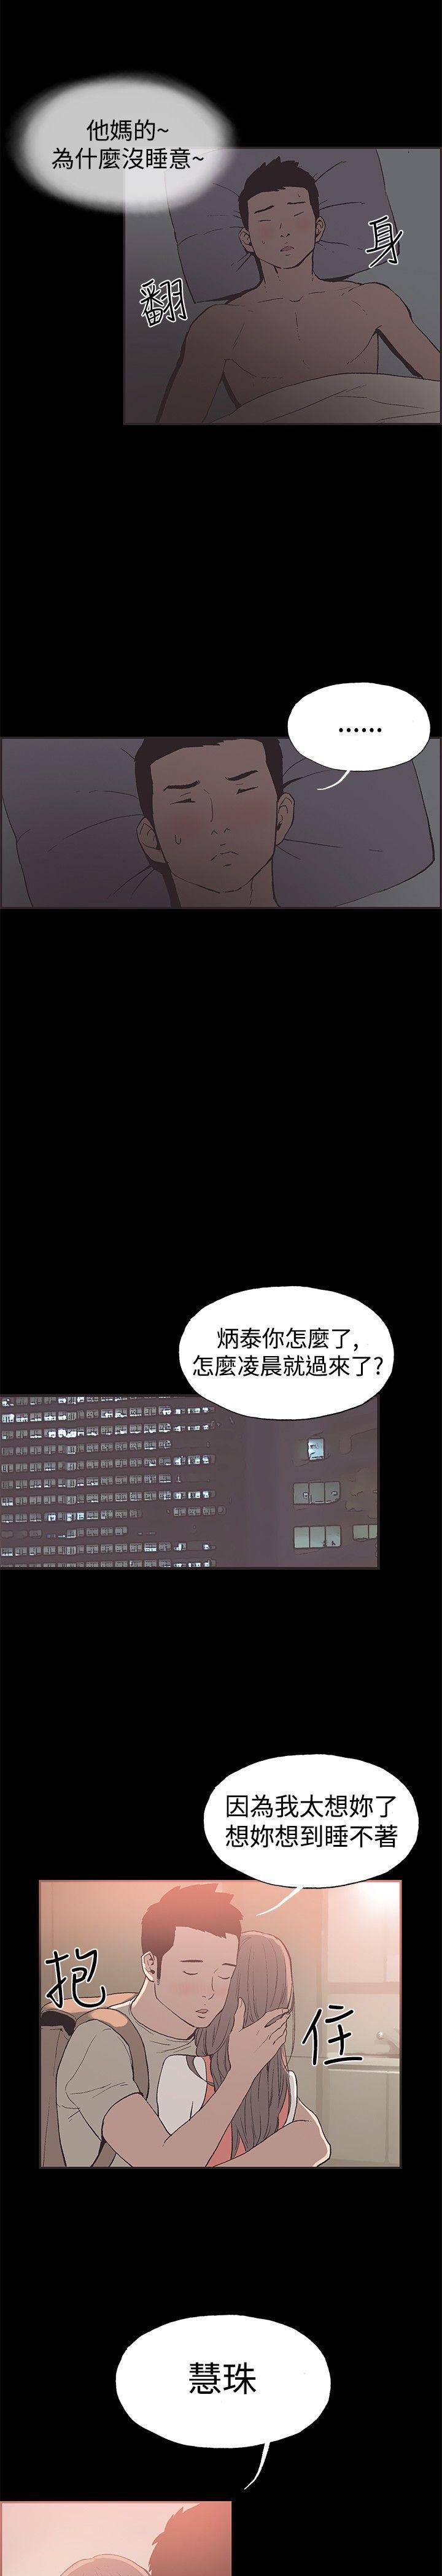 他媽的~
為什麼沒睡意~
翻身
······
炳泰你怎麼了,
怎麼凌晨就過來了?
因為我太想妳了
想妳想到睡不著
抱住
慧珠